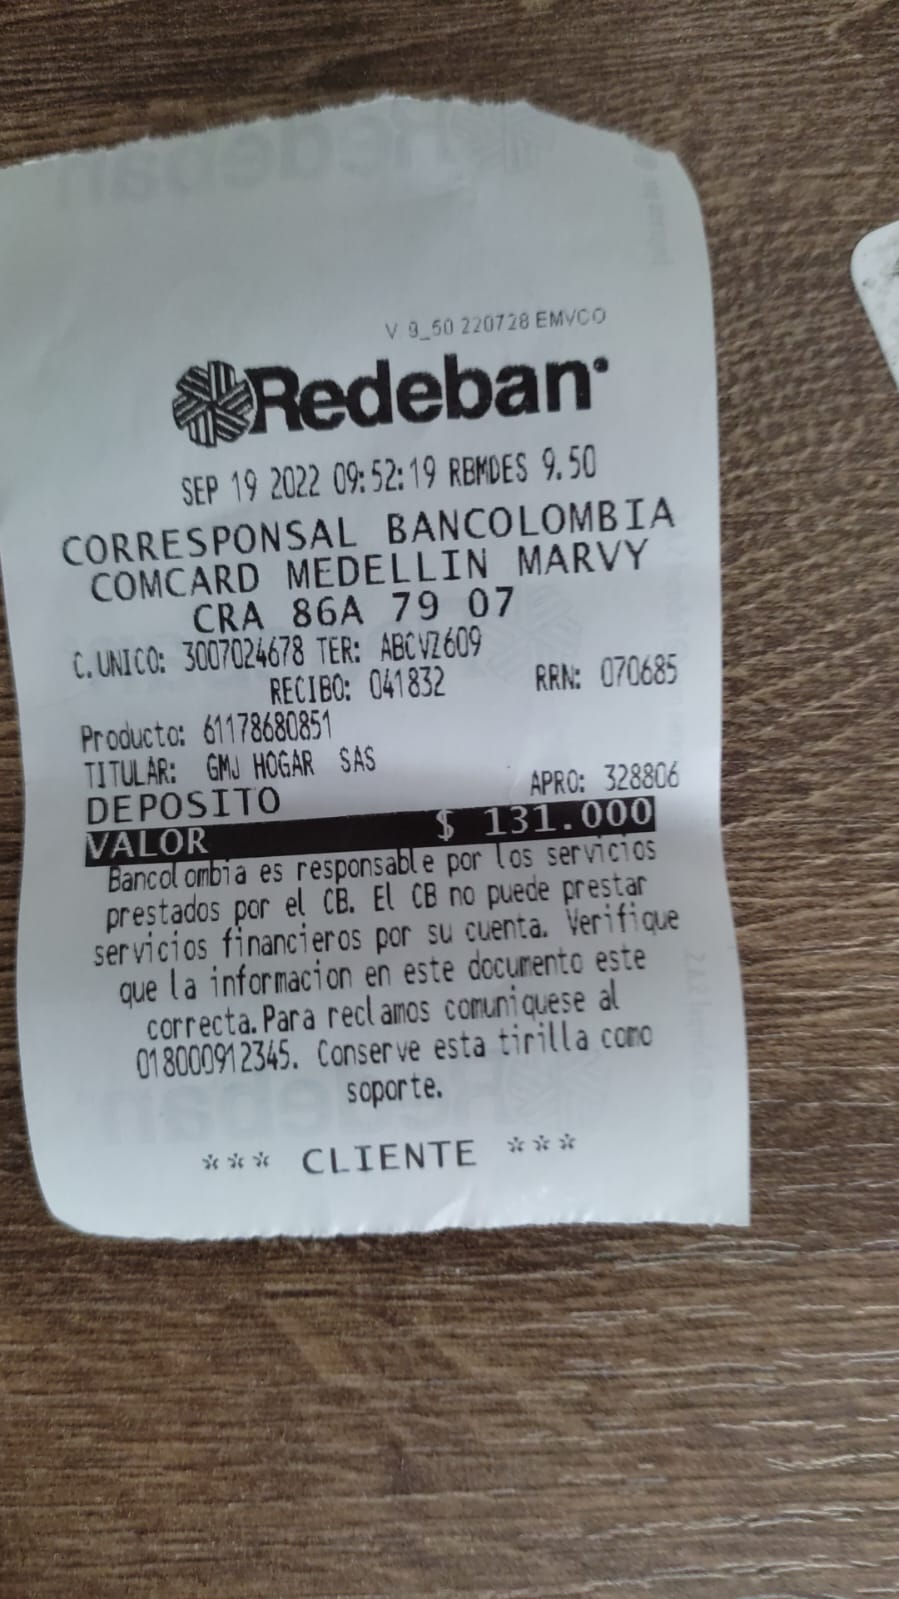 V 9_50 220728 EMVCO
Redeban
SEP 19 2022 09:52:19 RBMDES 9.50
CORRESPONSAL BANCOLOMBIA
COMCARD MEDELLIN MARVY
CRA 86A 79 07
C.UNICO: 3007024678 TER: ABCVZ609
RECIBO: 041832 RRN: 070685
Producto: 61178680851
TITULAR: GMJ HOGAR SAS
DEPOSITO APRO: 328806
VALOR $ 131.000
Bancolombia es responsable por los servicios
prestados por el CB. El CB no puede prestar
servicios financieros por su cuenta. Verifique
que la informacion en este documento este
correcta. Para reclamos comuniquese al
018000912345. Conserve esta tirilla como
soporte.
*** CLIENTE ***